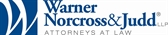 Warner
Norcross & Judd LLP
ATTORNEYS AT LAW